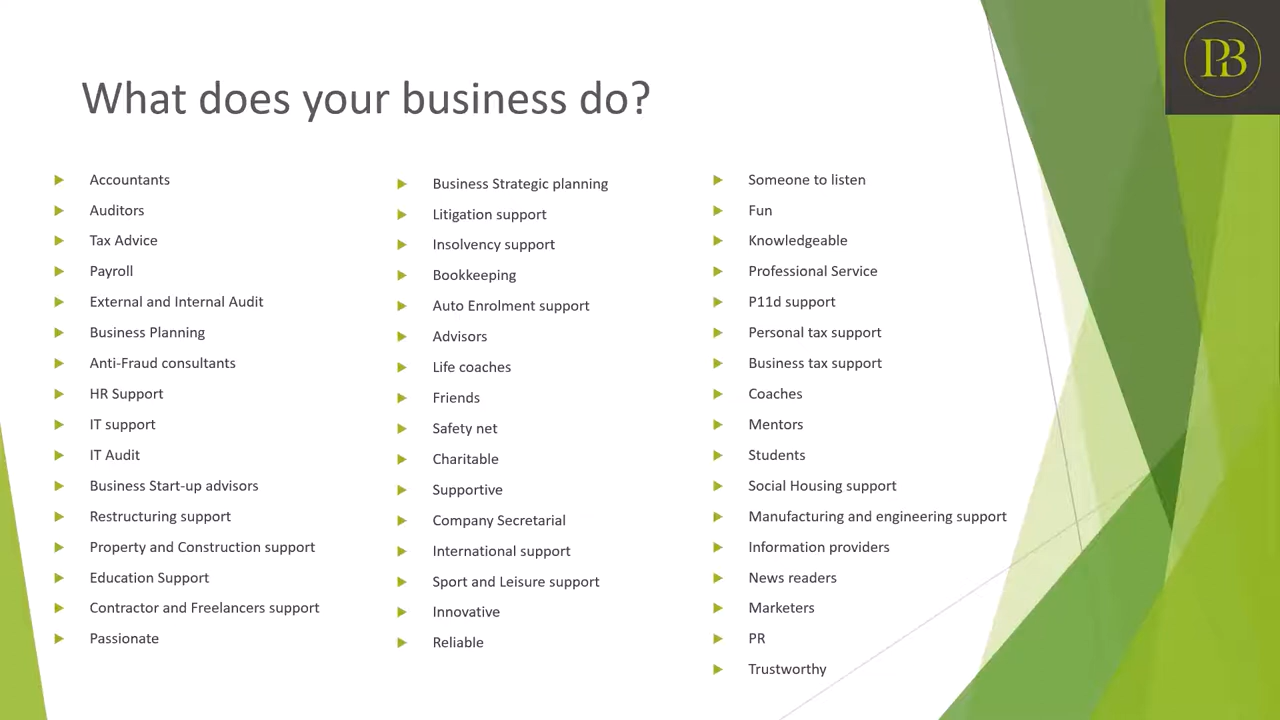 PB
What does your business do?
Accountants
Auditors
Tax Advice
Payroll
External and Internal Audit
Business Planning
Anti-Fraud consultants
HR Support
IT support
IT Audit
Business Start-up advisors
Restructuring support
Property and Construction support
Education Support
Contractor and Freelancers support
Passionate
Business Strategic planning
Litigation support
Insolvency support
Bookkeeping
Auto Enrolment support
Advisors
Life coaches
Friends
Safety net
Charitable
Supportive
Company Secretarial
International support
Sport and Leisure support
Innovative
Reliable
Someone to listen
Fun
Knowledgeable
Professional Service
P11d support
Personal tax support
Business tax support
Coaches
Mentors
Students
Social Housing support
Manufacturing and engineering support
Information providers
News readers
Marketers
PR
Trustworthy